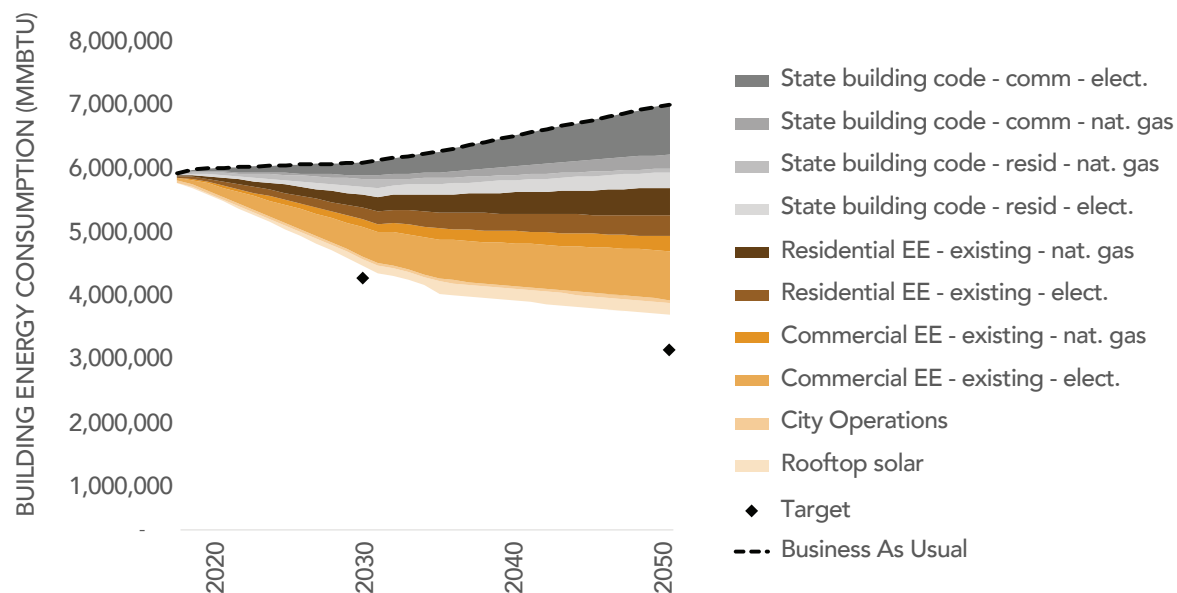 BUILDING ENERGY CONSUMPTION (MMBTU)
8,000,000
7,000,000
6,000,000
5,000,000
4,000,000
3,000,000
2,000,000
1,000,000
-
2020
2030
2040
2050
State building code - comm - elect.
State building code - comm - nat. gas
State building code - resid - nat. gas
State building code - resid - elect.
Residential EE - existing - nat. gas
Residential EE - existing - elect.
Commercial EE - existing - nat. gas
Commercial EE - existing - elect.
City Operations
Rooftop solar
Target
Business As Usual